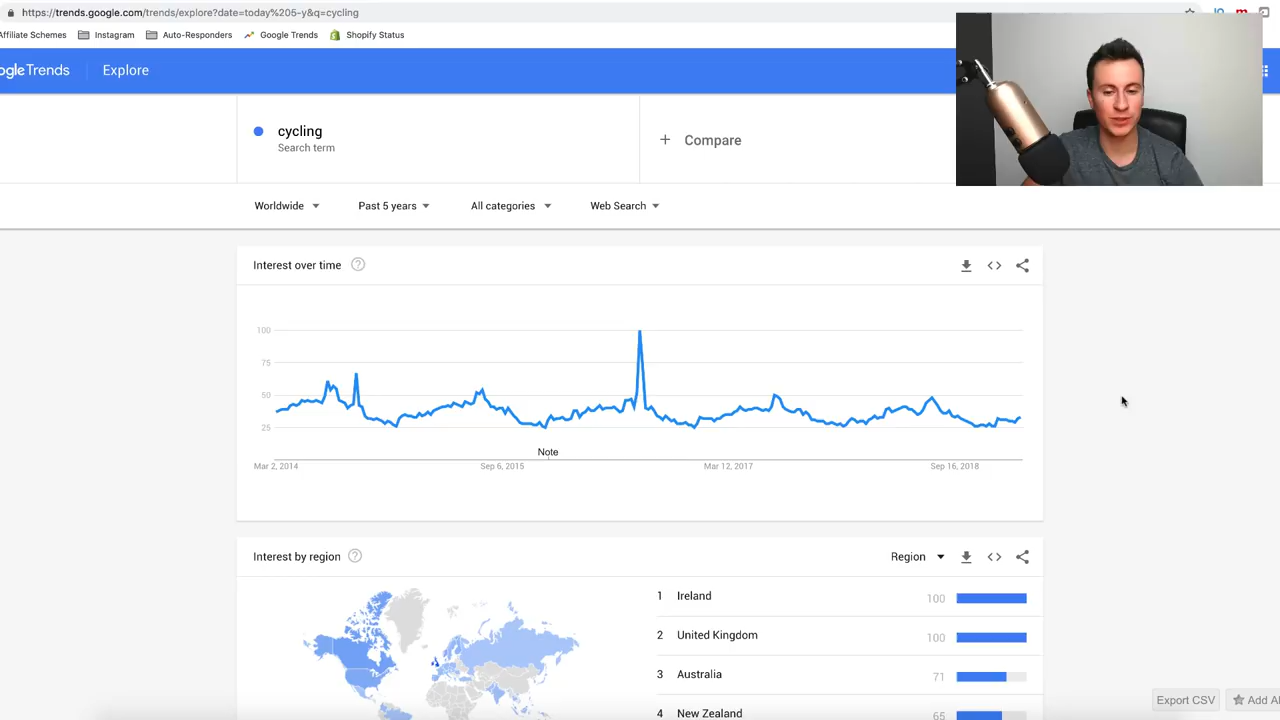 https://trends.google.com/trends/explore?date=today%205-y&q=cycling
Affiliate Schemes Instagram Auto-Responders Google Trends Shopify Status
ogle Trends Explore
cycling
Search term
+ Compare
Worldwide Past 5 years All categories Web Search
Interest over time
100
75
50
25
Note
Mar 2, 2014 Sep 6, 2015 Mar 12, 2017 Sep 16, 2018
Interest by region Region
1 Ireland 100
2 United Kingdom 100
3 Australia 71
4 New Zealand 65
Export CSV Add Al